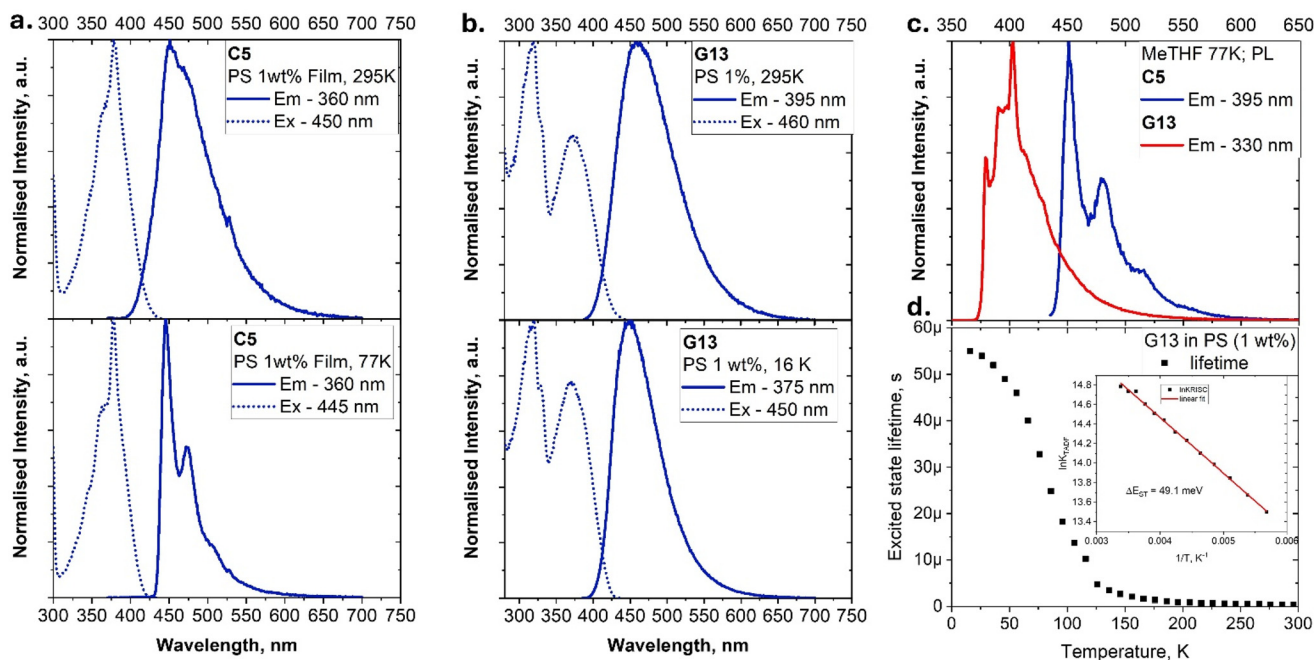 a.
300 350 400 450 500 550 600 650 700 750
Normalised Intensity, a.u.
C5
PS 1wt% Film, 295K
Em - 360 nm
Ex - 450 nm
Normalised Intensity, a.u.
C5
PS 1wt% Film, 77K
Em - 360 nm
Ex - 445 nm
300 350 400 450 500 550 600 650 700 750
Wavelength, nm
b.
300 350 400 450 500 550 600 650 700 750
Normalised Intensity, a.u.
G13
PS 1%, 295K
Em - 395 nm
Ex - 460 nm
Normalised Intensity, a.u.
G13
PS 1 wt%, 16 K
Em - 375 nm
Ex - 450 nm
300 350 400 450 500 550 600 650 700 750
Wavelength, nm
c.
350 400 450 500 550 600 650
Normalised Intensity, a.u.
MeTHF 77K; PL
C5
Em - 395 nm
G13
Em - 330 nm
d.
Excited state lifetime, s
60µ
50µ
40µ
30µ
20µ
10µ
0
G13 in PS (1 wt%)
lifetime
lnKRISC
linear fit
lnK_TADF
14.8
14.6
14.4
14.2
14.0
13.8
13.6
13.4
ΔE_ST = 49.1 meV
0.003 0.004 0.005 0.006
1/T, K⁻¹
0 50 100 150 200 250 300
Temperature, K